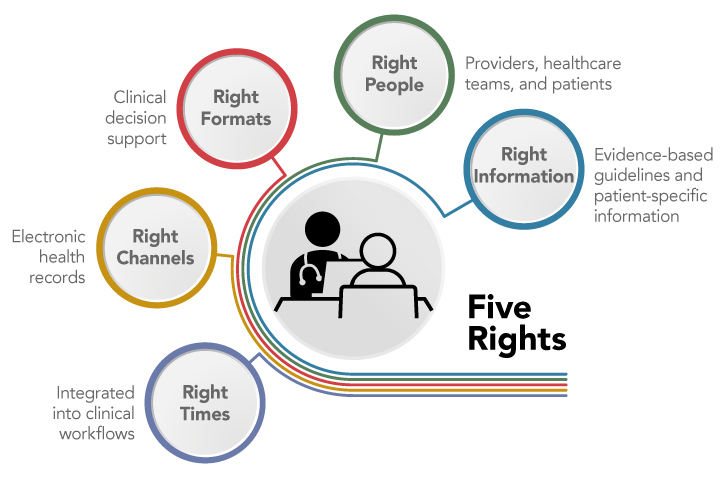 Right
People
Providers, healthcare
teams, and patients
Right
Formats
Clinical
decision
support
Right
Information
Evidence-based
guidelines and
patient-specific
information
Right
Channels
Electronic
health
records
Five
Rights
Right
Times
Integrated
into clinical
workflows